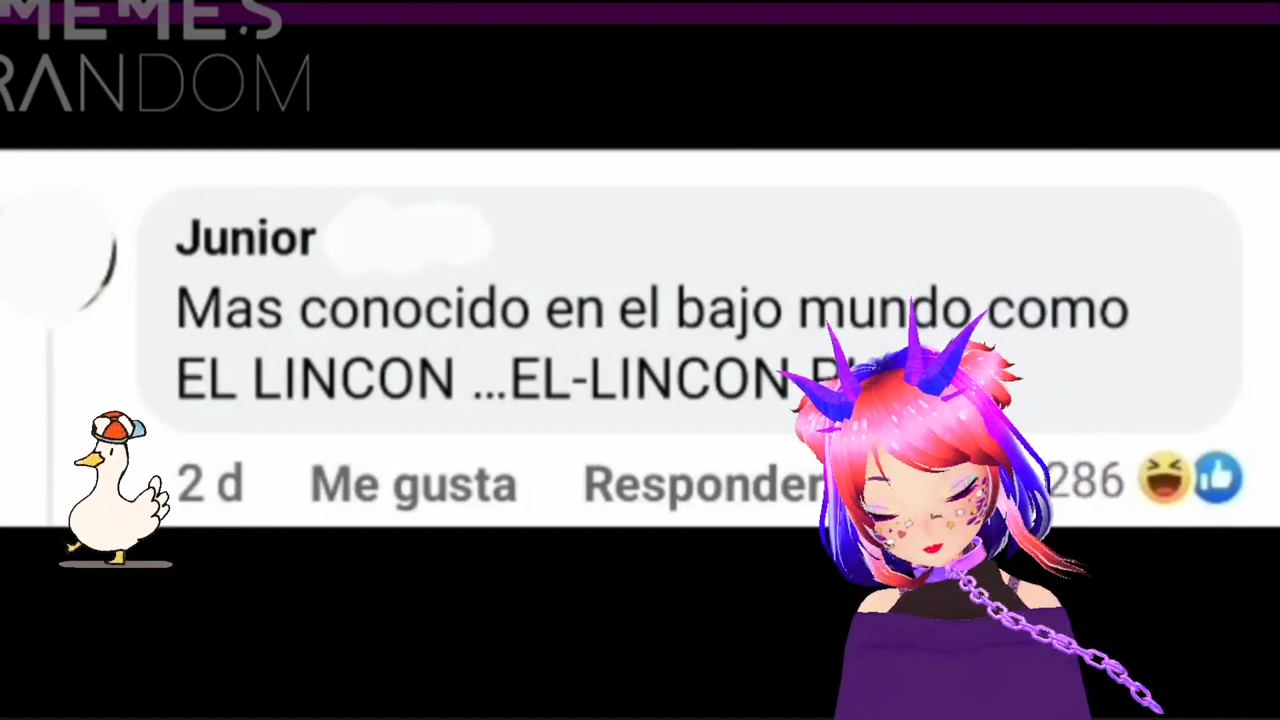 MEMES
RANDOM
Junior
Mas conocido en el bajo mundo como
EL LINCON ...EL-LINCON
2 d Me gusta Responder 286